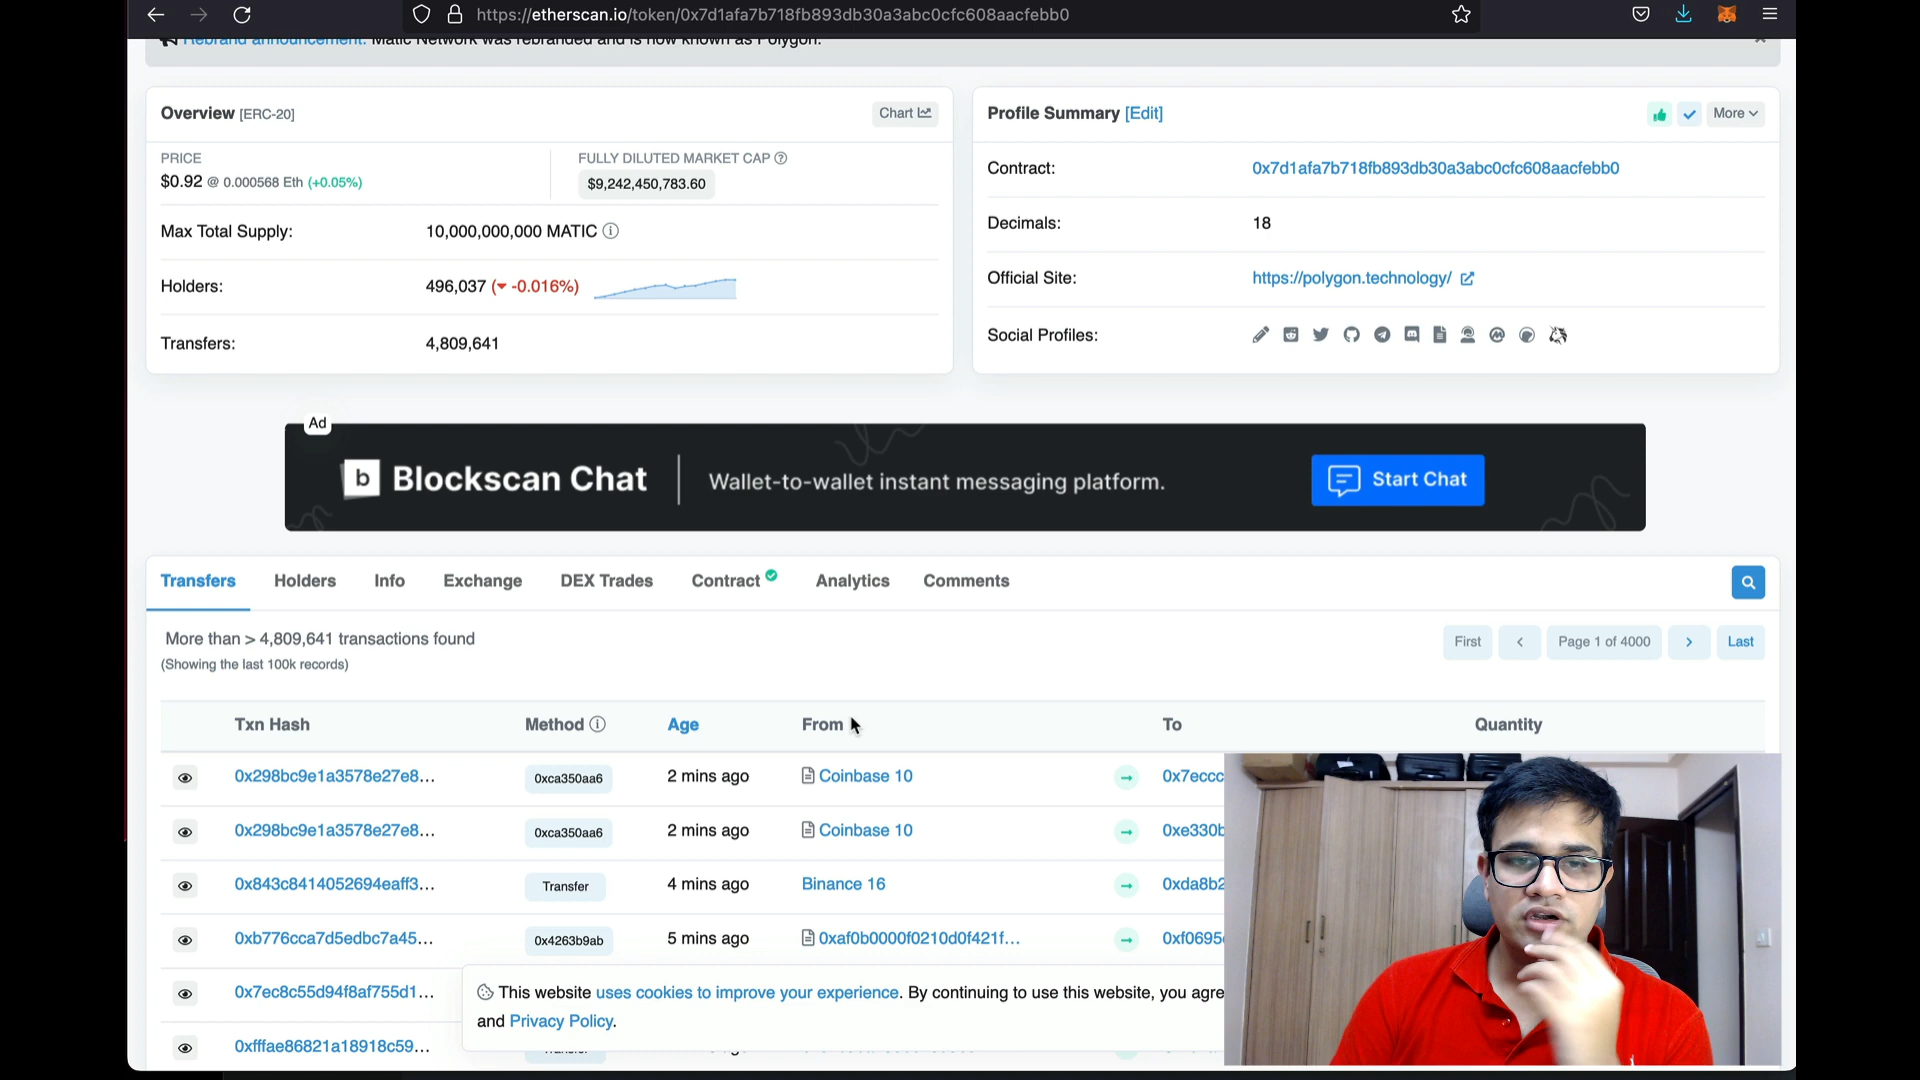 https://etherscan.io/token/0x7d1afa7b718fb893db30a3abc0cfc608aacfebb0
Rebrand announcement: Matic Network was rebranded and is now known as Polygon.
Overview [ERC-20]
Chart
PRICE
$0.92 @ 0.000568 Eth (+0.05%)
FULLY DILUTED MARKET CAP
$9,242,450,783.60
Max Total Supply: 10,000,000,000 MATIC
Holders: 496,037 (-0.016%)
Transfers: 4,809,641
Profile Summary [Edit]
More
Contract: 0x7d1afa7b718fb893db30a3abc0cfc608aacfebb0
Decimals: 18
Official Site: https://polygon.technology/
Social Profiles:
Ad
b Blockscan Chat
Wallet-to-wallet instant messaging platform.
Start Chat
Transfers Holders Info Exchange DEX Trades Contract Analytics Comments
More than > 4,809,641 transactions found
(Showing the last 100k records)
First < Page 1 of 4000 > Last
Txn Hash Method Age From To Quantity
0x298bc9e1a3578e27e8... 0xca350aa6 2 mins ago Coinbase 10 0x7eccc
0x298bc9e1a3578e27e8... 0xca350aa6 2 mins ago Coinbase 10 0xe330b
0x843c8414052694eaff3... Transfer 4 mins ago Binance 16 0xda8b2
0xb776cca7d5edbc7a45... 0x4263b9ab 5 mins ago 0xaf0b0000f0210d0f421f... 0xf0695
0x7ec8c55d94f8af755d1...
0xfffae86821a18918c59...
This website uses cookies to improve your experience. By continuing to use this website, you agre
and Privacy Policy.